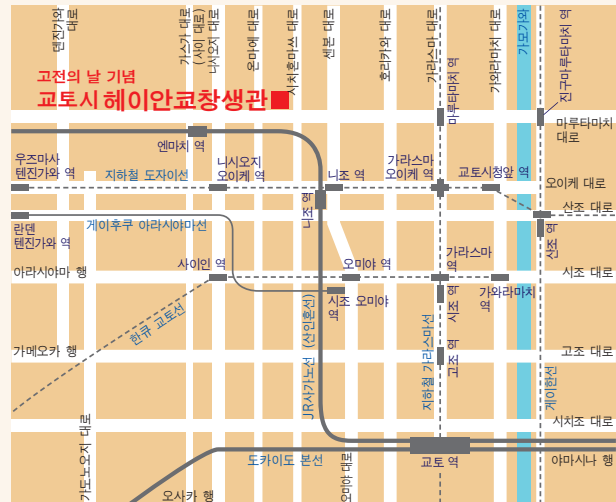 텐진가와
대로
가스가 대로
(사이 대로)
니시오지 대로
온마에 대로
시치혼마쓰 대로
센본 대로
호리카와 대로
가라스마 대로
가와라마치 대로
가모가와
진구마루타마치 역
고전의 날 기념
교토시 헤이안쿄창생관
마루타마치 역
마루타마치
대로
엔마치 역
우즈마사
텐진가와 역
지하철 도자이선
니시오지
오이케 역
니조 역
가라스마
오이케 역
교토시청앞 역
오이케 대로
니조 역
산조 대로
란덴
텐진가와 역
게이후쿠 아라시야마선
산조 역
아라시야마 행
사이인 역
오미야 역
가라스마
역
시조 대로
시조 오미야
역
시조 역
가와라마치
역
한큐 교토선
JR사가노선 (산인혼선)
지하철 가라스마선
가메오카 행
고조 역
고조 대로
게이한선
가도노오지 대로
시치조 대로
도카이도 본선
오미야 대로
교토 역
야마시나 행
오사카 행